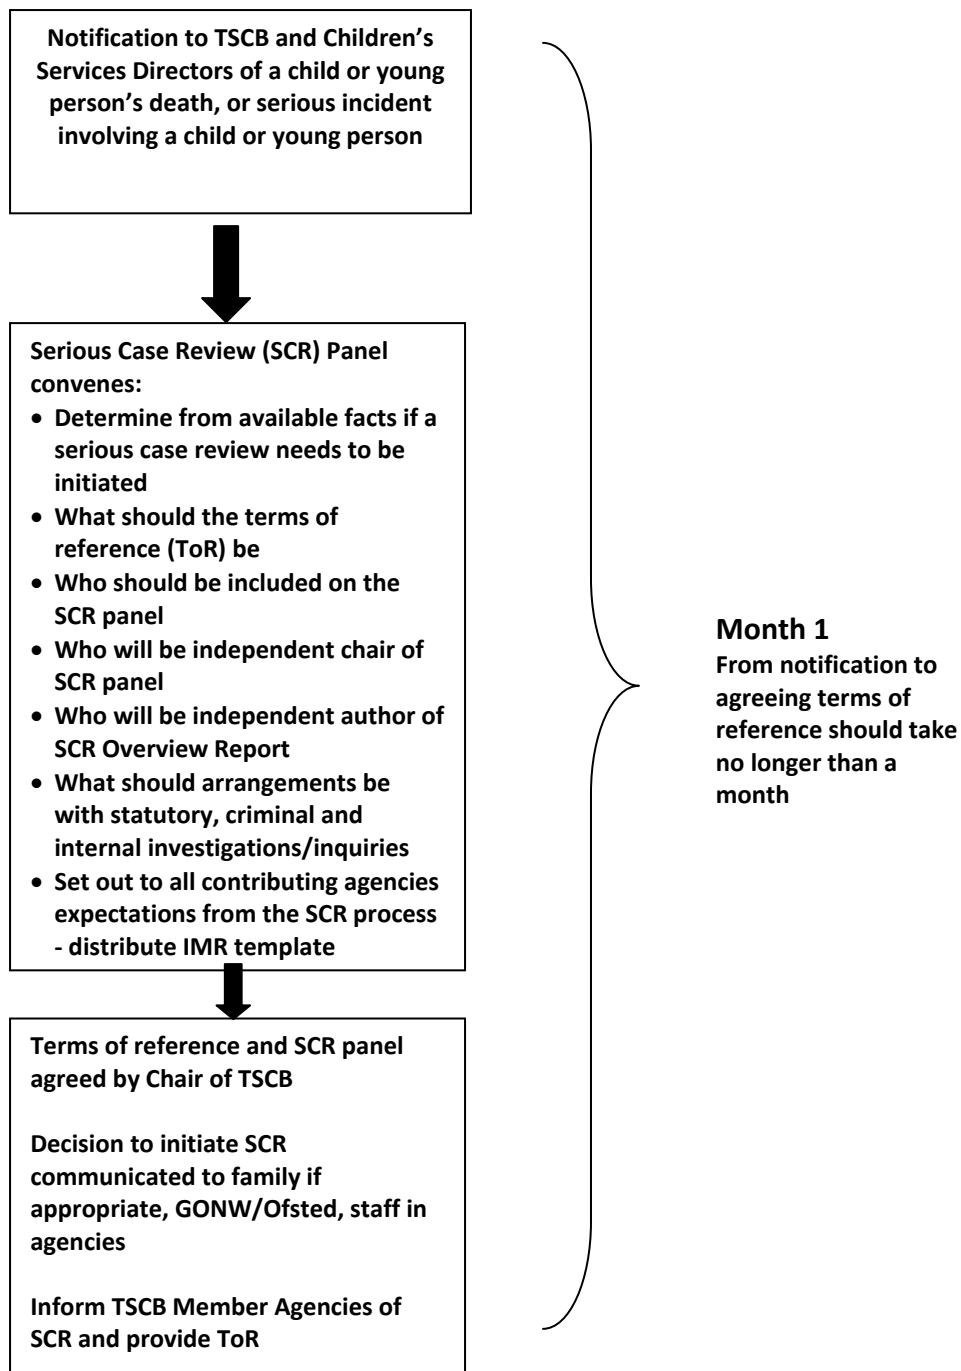 Notification to TSCB and Children’s
Services Directors of a child or young
person’s death, or serious incident
involving a child or young person
Serious Case Review (SCR) Panel
convenes:
• Determine from available facts if a
serious case review needs to be
initiated
• What should the terms of
reference (ToR) be
• Who should be included on the
SCR panel
• Who will be independent chair of
SCR panel
• Who will be independent author of
SCR Overview Report
• What should arrangements be
with statutory, criminal and
internal investigations/inquiries
• Set out to all contributing agencies
expectations from the SCR process
- distribute IMR template
Terms of reference and SCR panel
agreed by Chair of TSCB
Decision to initiate SCR
communicated to family if
appropriate, GONW/Ofsted, staff in
agencies
Inform TSCB Member Agencies of
SCR and provide ToR
Month 1
From notification to
agreeing terms of
reference should take
no longer than a
month